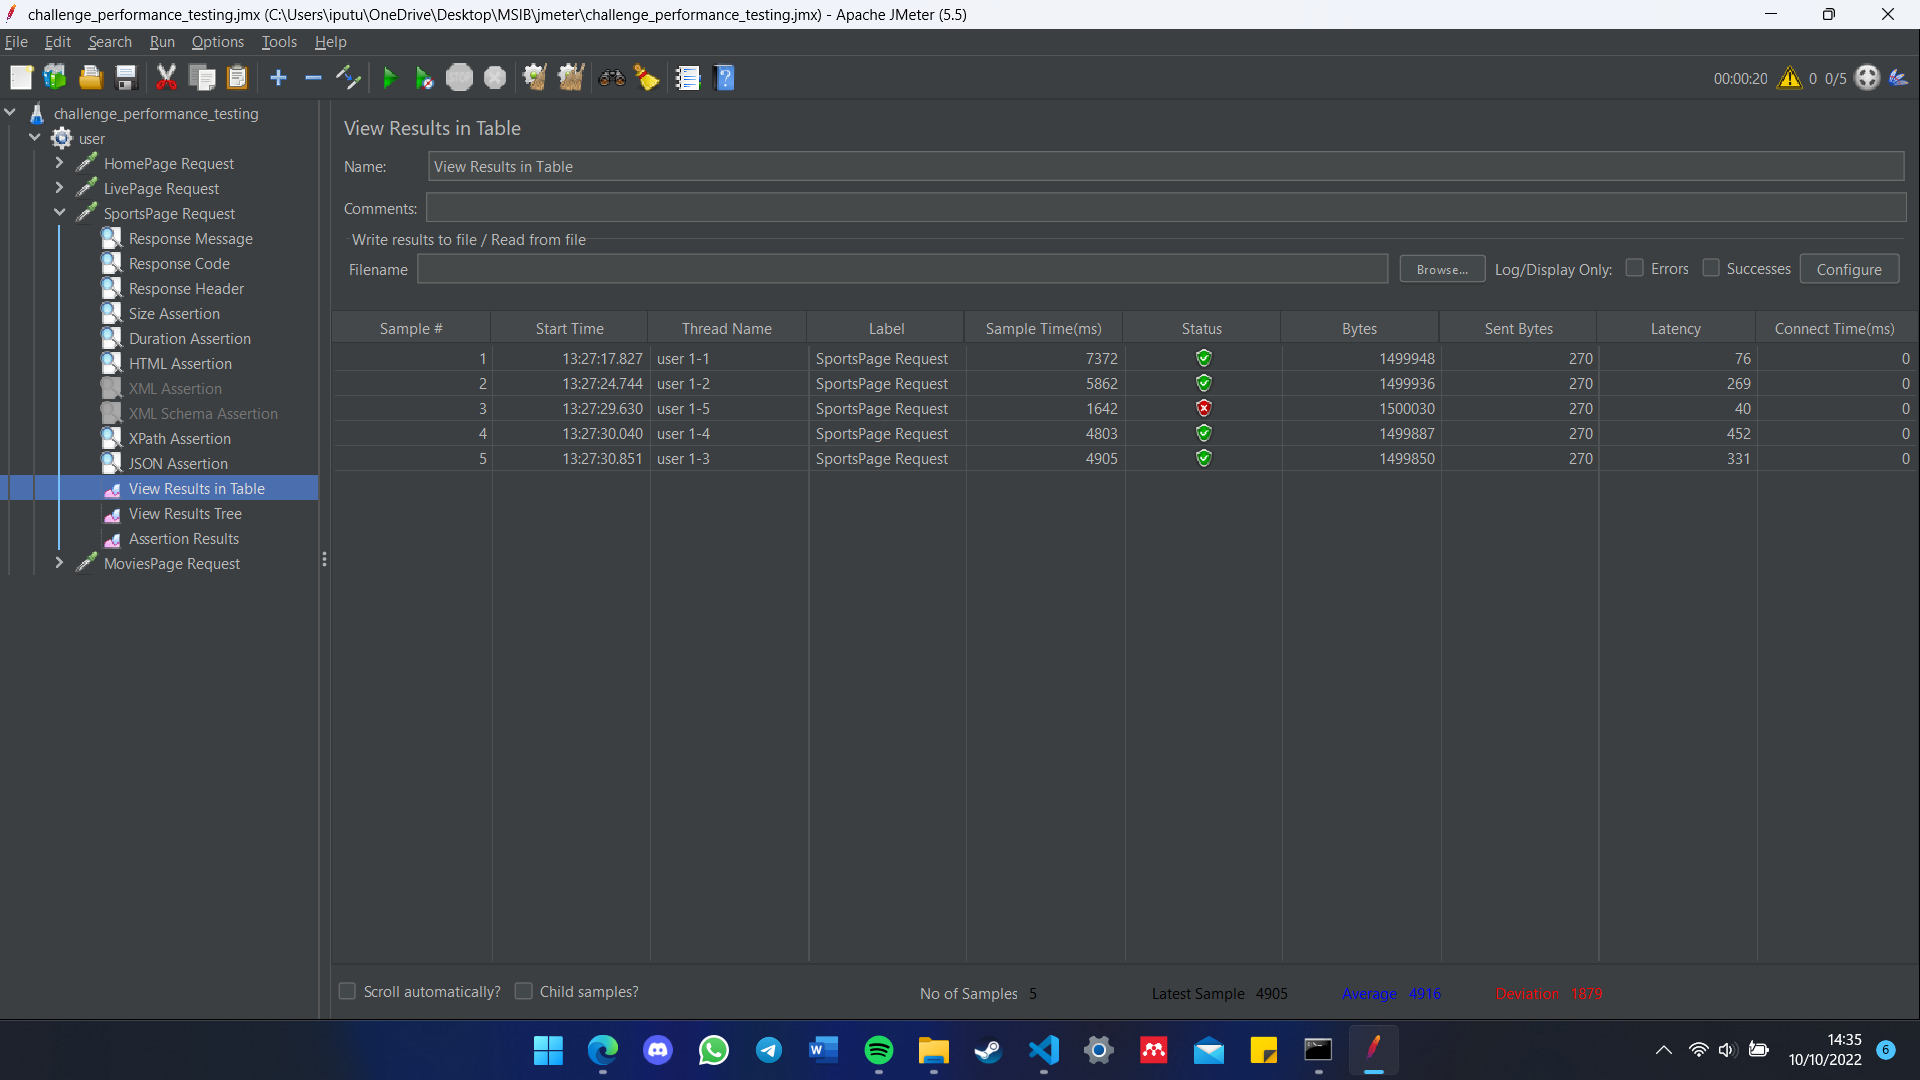 challenge_performance_testing.jmx (C:\Users\iputu\OneDrive\Desktop\MSIB\jmeter\challenge_performance_testing.jmx) - Apache JMeter (5.5)
File Edit Search Run Options Tools Help
STOP
00:00:20 0 0/5
challenge_performance_testing
user
HomePage Request
LivePage Request
SportsPage Request
Response Message
Response Code
Response Header
Size Assertion
Duration Assertion
HTML Assertion
XML Assertion
XML Schema Assertion
XPath Assertion
JSON Assertion
View Results in Table
View Results Tree
Assertion Results
MoviesPage Request
View Results in Table
Name: View Results in Table
Comments:
Write results to file / Read from file
Filename Browse... Log/Display Only: Errors Successes Configure
Sample # Start Time Thread Name Label Sample Time(ms) Status Bytes Sent Bytes Latency Connect Time(ms)
1 13:27:17.827 user 1-1 SportsPage Request 7372 1499948 270 76 0
2 13:27:24.744 user 1-2 SportsPage Request 5862 1499936 270 269 0
3 13:27:29.630 user 1-5 SportsPage Request 1642 1500030 270 40 0
4 13:27:30.040 user 1-4 SportsPage Request 4803 1499887 270 452 0
5 13:27:30.851 user 1-3 SportsPage Request 4905 1499850 270 331 0
Scroll automatically? Child samples? No of Samples 5 Latest Sample 4905 Average 4916 Deviation 1879
14:35
10/10/2022 6